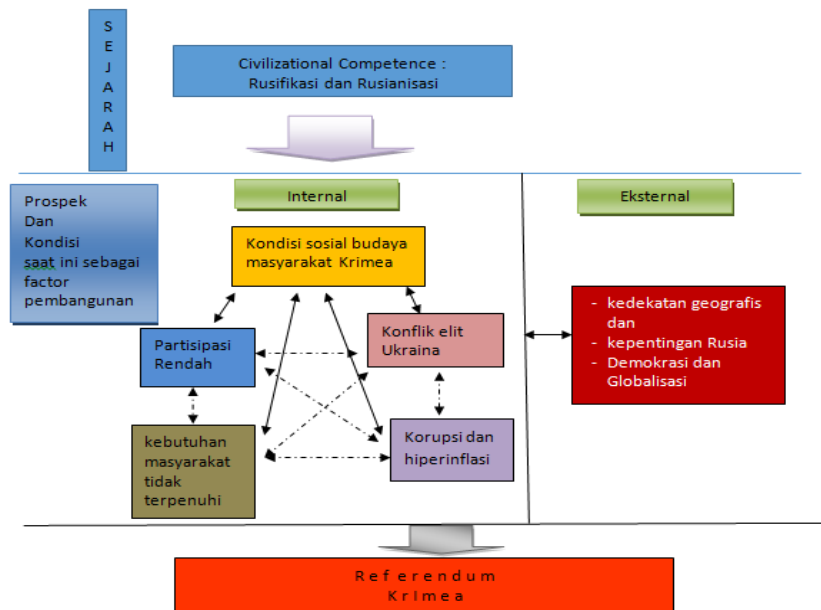 S
E
J
A
R
A
H
Civilizational Competence :
Rusifikasi dan Rusianisasi
Prospek
Dan
Kondisi
saat ini sebagai
factor
pembangunan
Internal
Eksternal
Kondisi sosial budaya
masyarakat Krimea
Partisipasi
Rendah
Konflik elit
Ukraina
kebutuhan
masyarakat
tidak
terpenuhi
Korupsi dan
hiperinflasi
- kedekatan geografis
dan
- kepentingan Rusia
- Demokrasi dan
Globalisasi
Referendum
KrImea